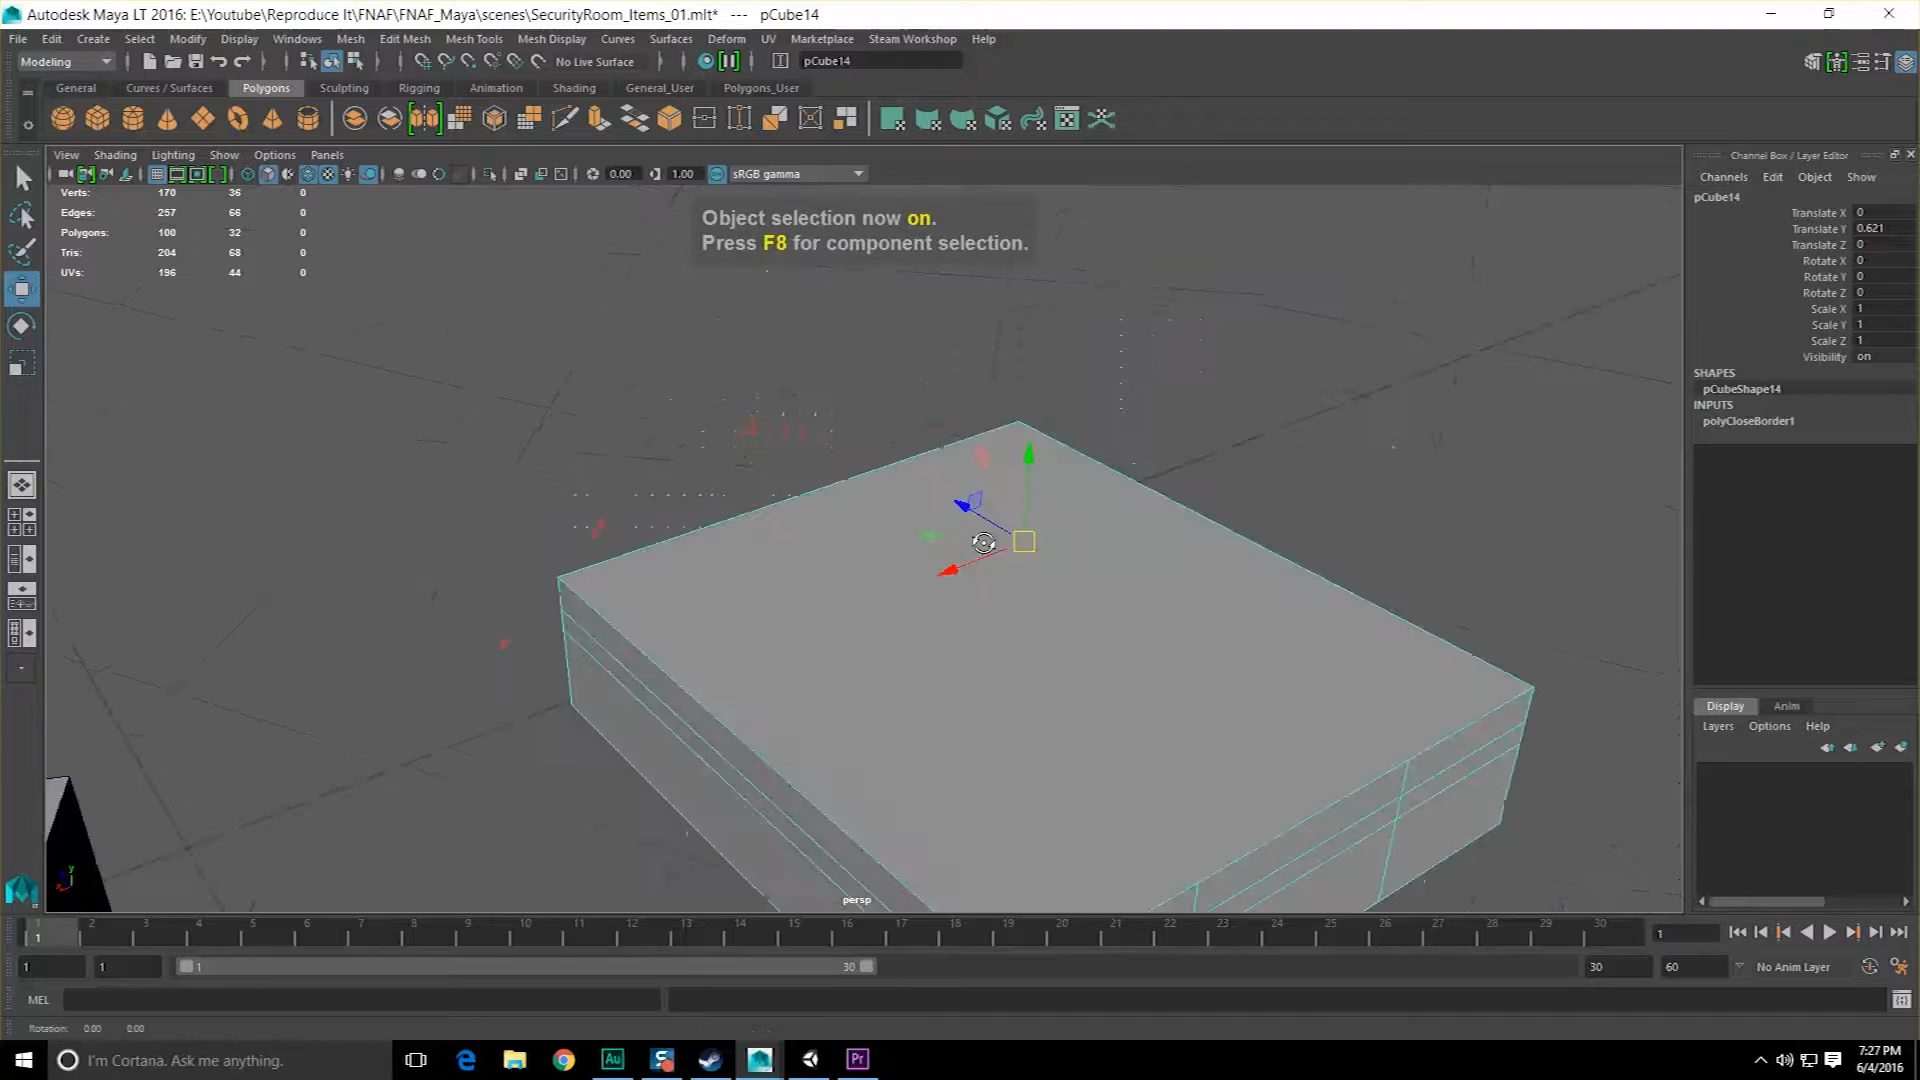 Autodesk Maya LT 2016: E:\Youtube\Reproduce It\FNAF\FNAF_Maya\scenes\SecurityRoom_Items_01.mlt*   ---   pCube14
File Edit Create Select Modify Display Windows Mesh Edit Mesh Mesh Tools Mesh Display Curves Surfaces Deform UV Marketplace Steam Workshop Help
Modeling No Live Surface pCube14
General Curves / Surfaces Polygons Sculpting Rigging Animation Shading General_User Polygons_User
View Shading Lighting Show Options Panels
0.00 1.00 sRGB gamma
Verts: 170 36 0
Edges: 257 66 0
Polygons: 100 32 0
Tris: 204 68 0
UVs: 196 44 0
Object selection now on.
Press F8 for component selection.
persp
Channel Box / Layer Editor
Channels Edit Object Show
pCube14
Translate X 0
Translate Y 0.621
Translate Z 0
Rotate X 0
Rotate Y 0
Rotate Z 0
Scale X 1
Scale Y 1
Scale Z 1
Visibility on
SHAPES
pCubeShape14
INPUTS
polyCloseBorder1
Display Anim
Layers Options Help
1 2 3 4 5 6 7 8 9 10 11 12 13 14 15 16 17 18 19 20 21 22 23 24 25 26 27 28 29 30
1 1
1 1 1 30 30 60 No Anim Layer
MEL
Rotation: 0.00 0.00
I'm Cortana. Ask me anything.
Au Pr
7:27 PM
6/4/2016